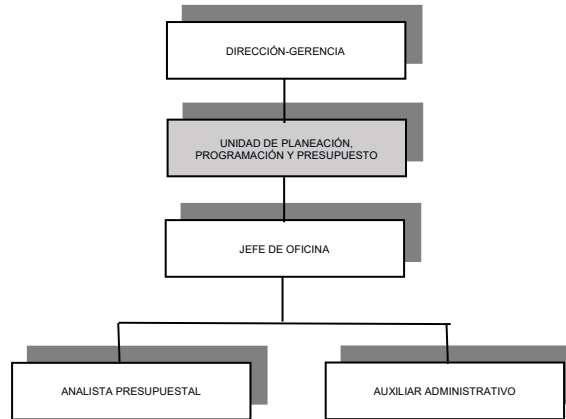 DIRECCIÓN-GERENCIA
UNIDAD DE PLANEACIÓN,
PROGRAMACIÓN Y PRESUPUESTO
JEFE DE OFICINA
ANALISTA PRESUPUESTAL
AUXILIAR ADMINISTRATIVO